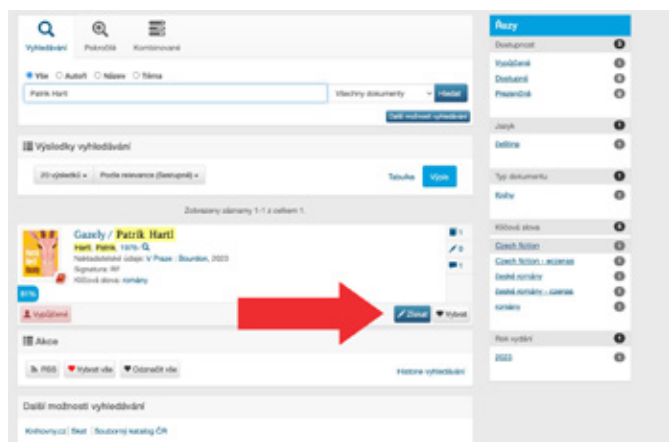 Vyhledávání Pokročilé Kombinované
Vše Autoři Název Téma
Patrik Hartl Všechny dokumenty Hledat
Další možnosti vyhledávání
Výsledky vyhledávání
20 výsledků Podle relevance (Sestupně) Tabulka Výpis
Zobrazeny záznamy 1-1 z celkem 1.
Gazely / Patrik Hartl
Hartl, Patrik, 1976-
Nakladatelské údaje: V Praze : Bourdon, 2023
Signatura: RF
Klíčová slova: romány
1
0
1
91%
Vypůjčené Získat Vybrat
Akce
RSS Vybrat vše Odznačit vše Historie vyhledávání
Další možnosti vyhledávání
Knihovny.cz Skat Souborný katalog ČR
Řezy
Dostupnost
Vypůjčené
Dostupné
Prezenčně
Jazyk
čeština
Typ dokumentu
Knihy
Klíčová slova
Czech fiction
Czech fiction
české romány
české romány
romány
Rok vydání
2023